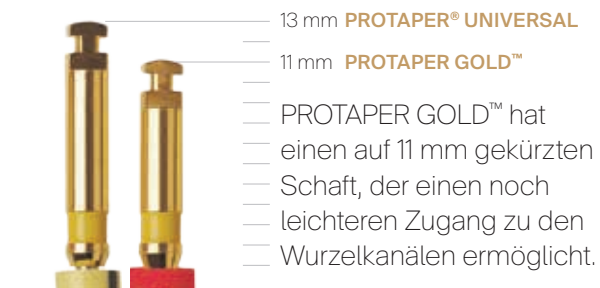 13 mm PROTAPER® UNIVERSAL
11 mm PROTAPER GOLD™
PROTAPER GOLD™ hat
einen auf 11 mm gekürzten
Schaft, der einen noch
leichteren Zugang zu den
Wurzelkanälen ermöglicht.